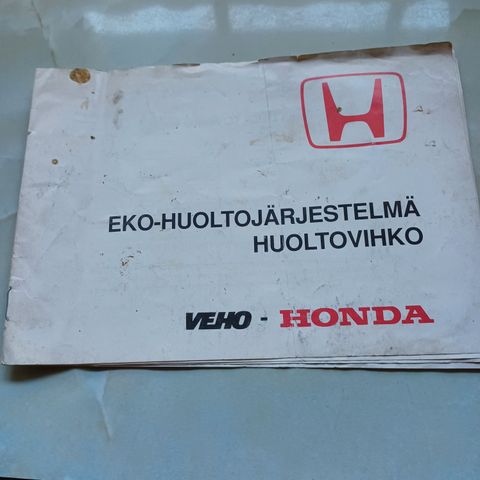 EKO-HUOLTOJÄRJESTELMÄ
HUOLTOVIHKO
VEHO - HONDA